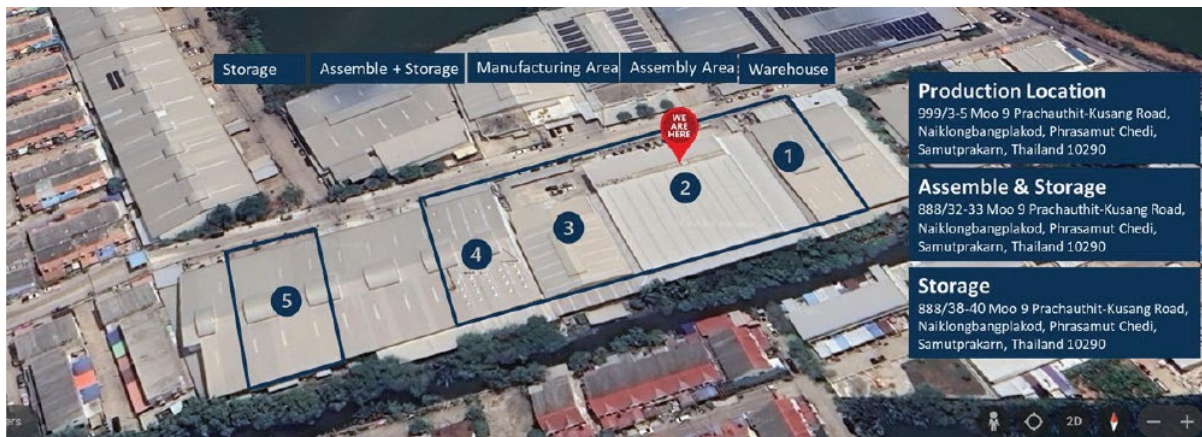 Storage
Assemble + Storage
Manufacturing Area
Assembly Area
Warehouse
WE
ARE
HERE
1
2
3
4
5
Production Location
999/3-5 Moo 9 Prachauthit-Kusang Road,
Naiklongbangplakod, Phrasamut Chedi,
Samutprakarn, Thailand 10290
Assemble & Storage
888/32-33 Moo 9 Prachauthit-Kusang Road,
Naiklongbangplakod, Phrasamut Chedi,
Samutprakarn, Thailand 10290
Storage
888/38-40 Moo 9 Prachauthit-Kusang Road,
Naiklongbangplakod, Phrasamut Chedi,
Samutprakarn, Thailand 10290
ers
2D